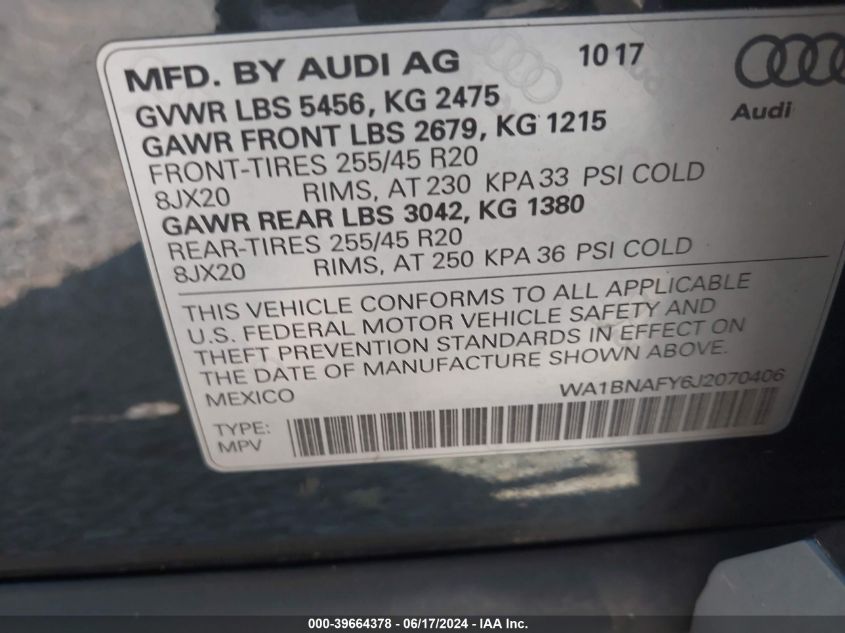 MFD. BY AUDI AG 10 17
Audi
GVWR LBS 5456, KG 2475
GAWR FRONT LBS 2679, KG 1215
FRONT-TIRES 255/45 R20
8JX20 RIMS, AT 230 KPA 33 PSI COLD
GAWR REAR LBS 3042, KG 1380
REAR-TIRES 255/45 R20
8JX20 RIMS, AT 250 KPA 36 PSI COLD
THIS VEHICLE CONFORMS TO ALL APPLICABLE
U.S. FEDERAL MOTOR VEHICLE SAFETY AND
THEFT PREVENTION STANDARDS IN EFFECT ON
THE DATE OF MANUFACTURE SHOWN ABOVE.
MEXICO WA1BNAFY6J2070406
TYPE:
MPV
000-39664378 - 06/17/2024 - IAA Inc.